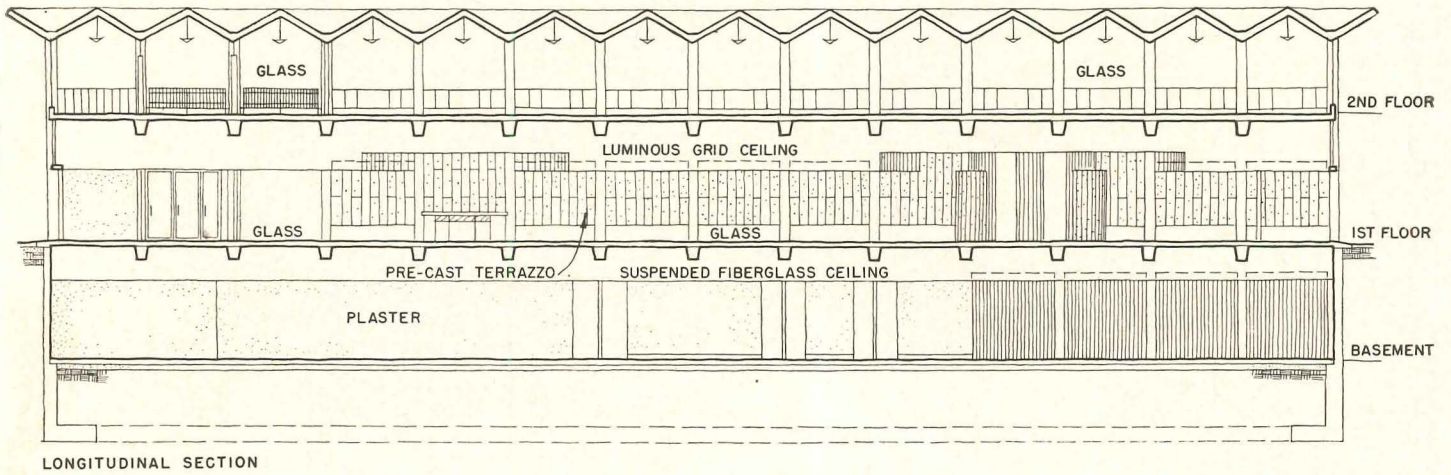 GLASS
GLASS
2ND FLOOR
LUMINOUS GRID CEILING
GLASS
GLASS
1ST FLOOR
PRE-CAST TERRAZZO
SUSPENDED FIBERGLASS CEILING
PLASTER
BASEMENT
LONGITUDINAL SECTION